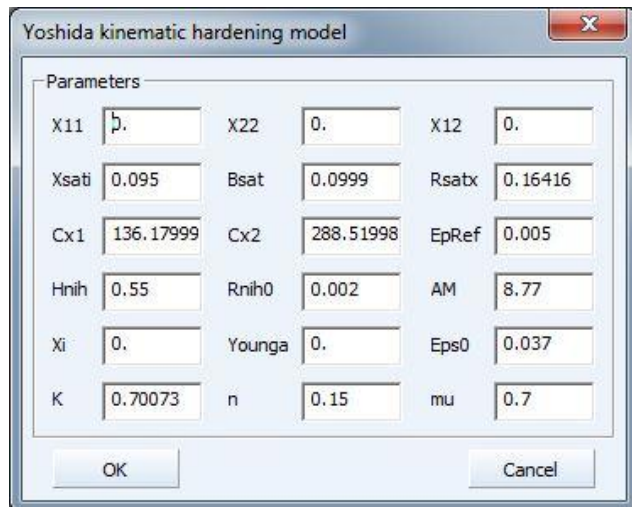 Yoshida kinematic hardening model
Parameters
X11 0. X22 0. X12 0.
Xsati 0.095 Bsat 0.0999 Rsatx 0.16416
Cx1 136.17999 Cx2 288.51998 EpRef 0.005
Hnih 0.55 Rnih0 0.002 AM 8.77
Xi 0. Younga 0. Eps0 0.037
K 0.70073 n 0.15 mu 0.7
OK Cancel